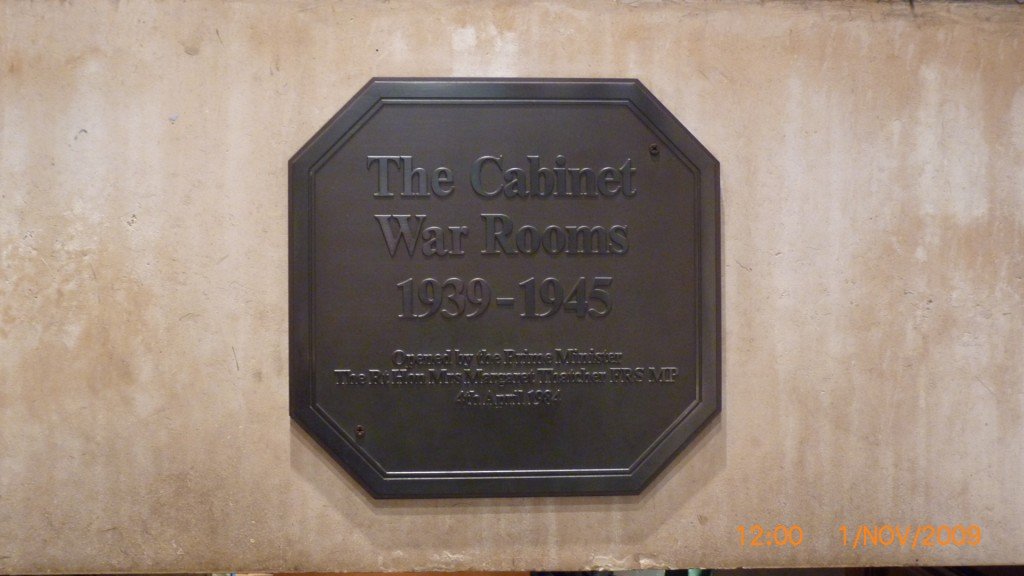 The Cabinet
War Rooms
1939-1945
Opened by the Prime Minister
The Rt Hon Mrs Margaret Thatcher FRS MP
4th April 1984
12:00 1/NOV/2009